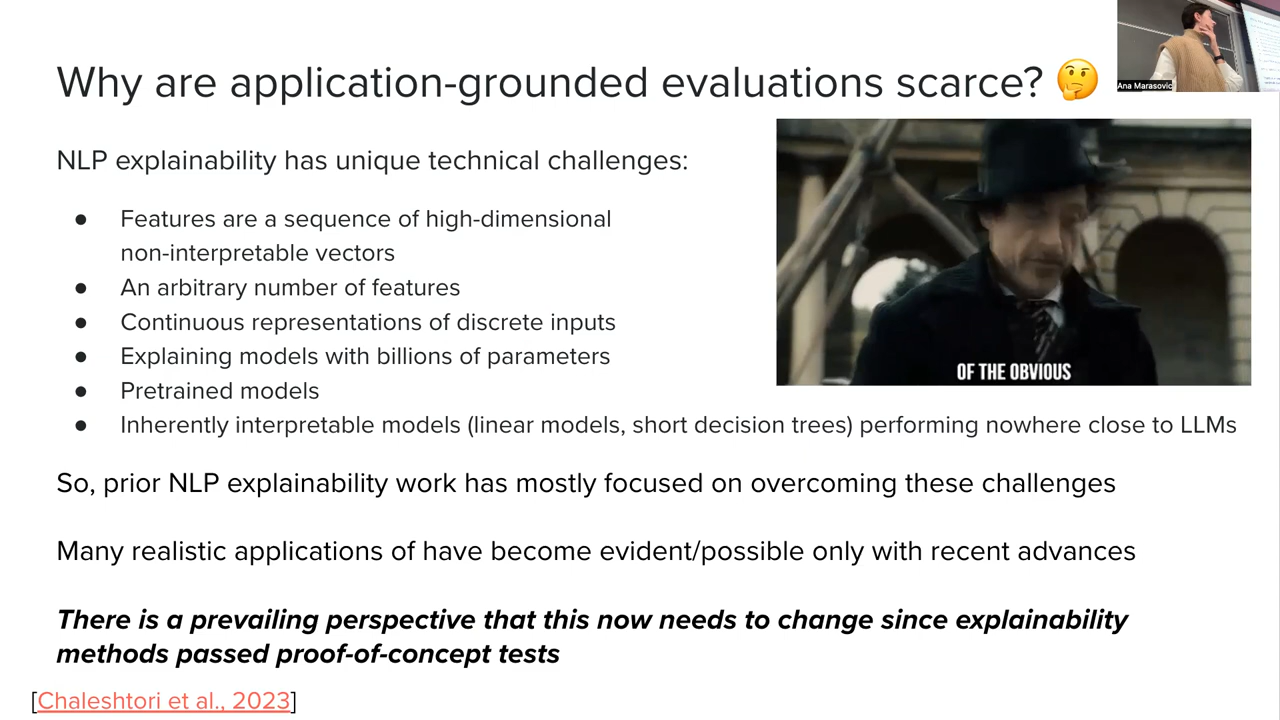 Why are application-grounded evaluations scarce? 🤔
Ana Marasovic
NLP explainability has unique technical challenges:
● Features are a sequence of high-dimensional
non-interpretable vectors
● An arbitrary number of features
● Continuous representations of discrete inputs
● Explaining models with billions of parameters
● Pretrained models
● Inherently interpretable models (linear models, short decision trees) performing nowhere close to LLMs
OF THE OBVIOUS
So, prior NLP explainability work has mostly focused on overcoming these challenges
Many realistic applications of have become evident/possible only with recent advances
There is a prevailing perspective that this now needs to change since explainability
methods passed proof-of-concept tests
[Chaleshtori et al., 2023]